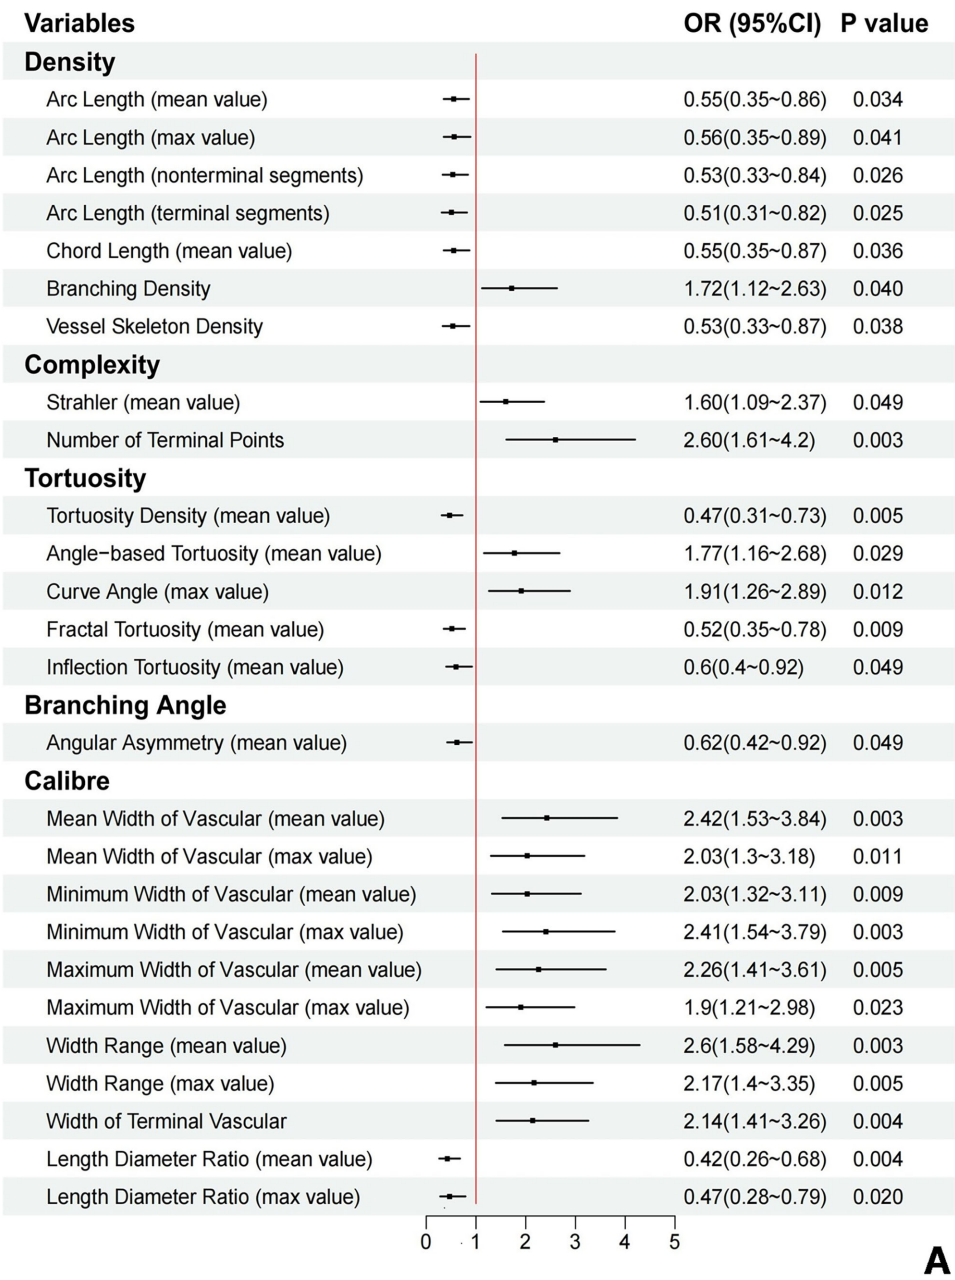 Variables OR (95%CI) P value
Density
Arc Length (mean value) 0.55(0.35~0.86) 0.034
Arc Length (max value) 0.56(0.35~0.89) 0.041
Arc Length (nonterminal segments) 0.53(0.33~0.84) 0.026
Arc Length (terminal segments) 0.51(0.31~0.82) 0.025
Chord Length (mean value) 0.55(0.35~0.87) 0.036
Branching Density 1.72(1.12~2.63) 0.040
Vessel Skeleton Density 0.53(0.33~0.87) 0.038
Complexity
Strahler (mean value) 1.60(1.09~2.37) 0.049
Number of Terminal Points 2.60(1.61~4.2) 0.003
Tortuosity
Tortuosity Density (mean value) 0.47(0.31~0.73) 0.005
Angle−based Tortuosity (mean value) 1.77(1.16~2.68) 0.029
Curve Angle (max value) 1.91(1.26~2.89) 0.012
Fractal Tortuosity (mean value) 0.52(0.35~0.78) 0.009
Inflection Tortuosity (mean value) 0.6(0.4~0.92) 0.049
Branching Angle
Angular Asymmetry (mean value) 0.62(0.42~0.92) 0.049
Calibre
Mean Width of Vascular (mean value) 2.42(1.53~3.84) 0.003
Mean Width of Vascular (max value) 2.03(1.3~3.18) 0.011
Minimum Width of Vascular (mean value) 2.03(1.32~3.11) 0.009
Minimum Width of Vascular (max value) 2.41(1.54~3.79) 0.003
Maximum Width of Vascular (mean value) 2.26(1.41~3.61) 0.005
Maximum Width of Vascular (max value) 1.9(1.21~2.98) 0.023
Width Range (mean value) 2.6(1.58~4.29) 0.003
Width Range (max value) 2.17(1.4~3.35) 0.005
Width of Terminal Vascular 2.14(1.41~3.26) 0.004
Length Diameter Ratio (mean value) 0.42(0.26~0.68) 0.004
Length Diameter Ratio (max value) 0.47(0.28~0.79) 0.020
0 1 2 3 4 5
A